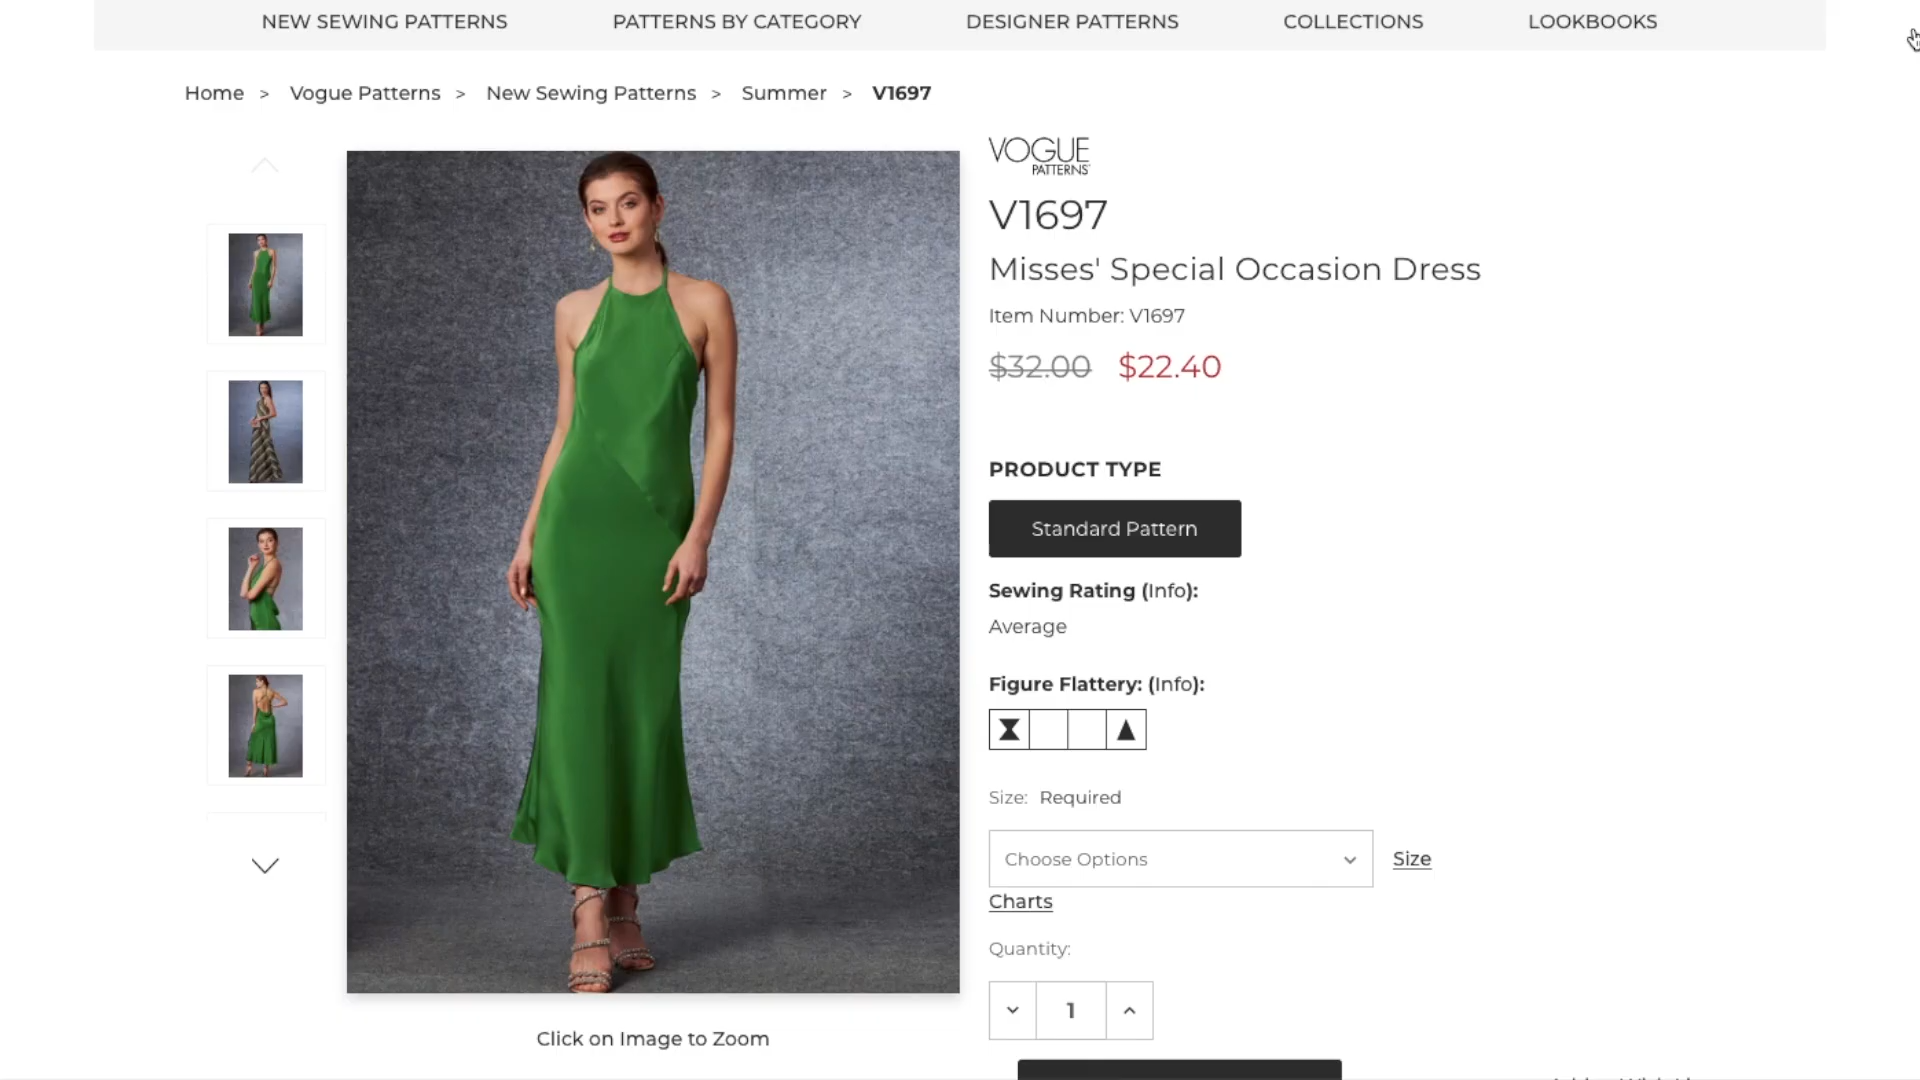 NEW SEWING PATTERNS PATTERNS BY CATEGORY DESIGNER PATTERNS COLLECTIONS LOOKBOOKS
Home > Vogue Patterns > New Sewing Patterns > Summer > V1697
VOGUE
PATTERNS
V1697
Misses' Special Occasion Dress
Item Number: V1697
$32.00 $22.40
PRODUCT TYPE
Standard Pattern
Sewing Rating (Info):
Average
Figure Flattery: (Info):
Size: Required
Choose Options Size
Charts
Quantity:
1
Click on Image to Zoom